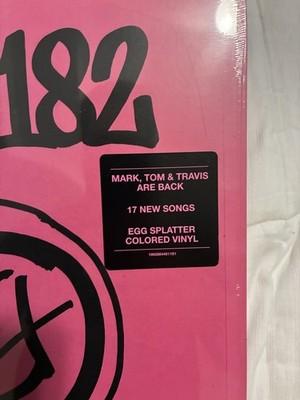 182
MARK, TOM & TRAVIS
ARE BACK
17 NEW SONGS
EGG SPLATTER
COLORED VINYL